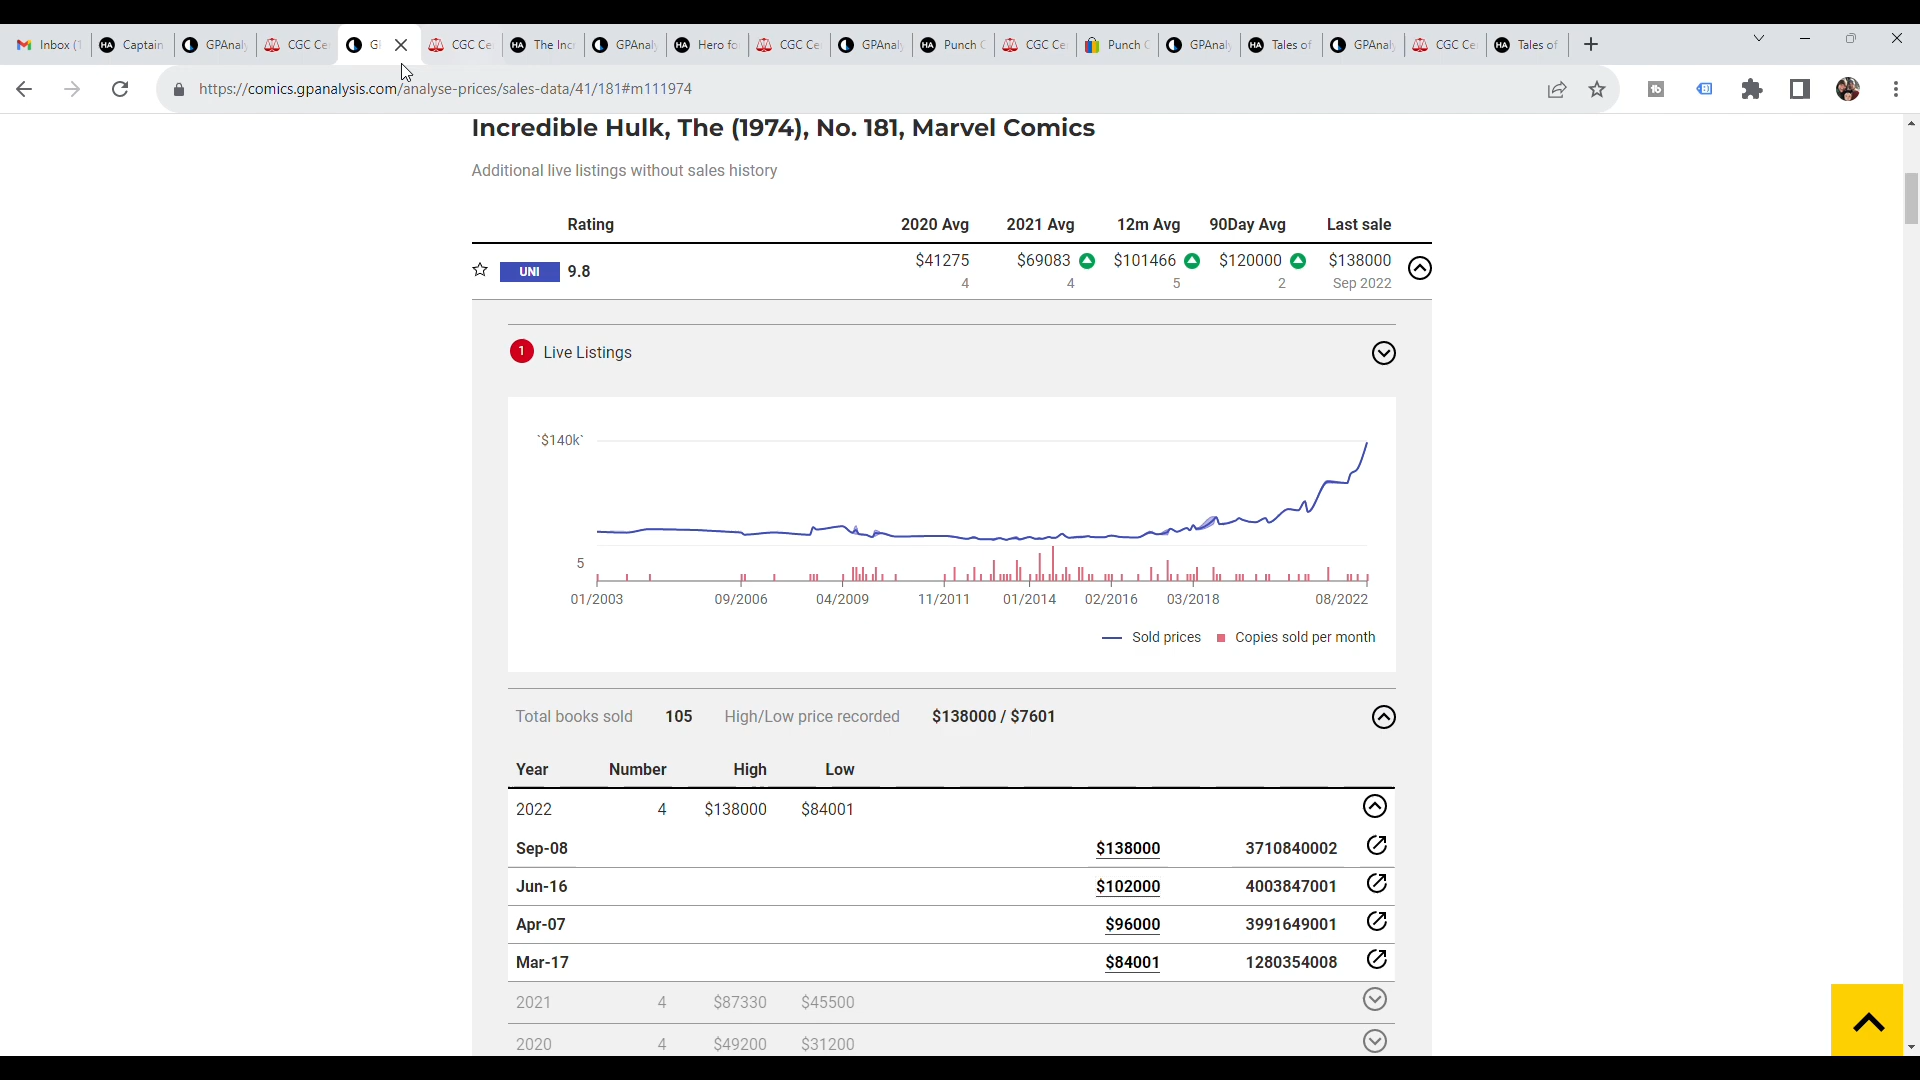 Inbox (1
Captain
GPAnaly
CGC Ce
G
CGC Ce
The Inc
GPAnaly
Hero fo
CGC Ce
GPAnaly
Punch C
CGC Ce
Punch C
GPAnaly
Tales of
GPAnaly
CGC Ce
Tales of
https://comics.gpanalysis.com/analyse-prices/sales-data/41/181#m111974
Incredible Hulk, The (1974), No. 181, Marvel Comics
Additional live listings without sales history
Rating 2020 Avg 2021 Avg 12m Avg 90Day Avg Last sale
UNI 9.8 $41275 $69083 $101466 $120000 $138000
4 4 5 2 Sep 2022
1 Live Listings
`$140k`
5
01/2003 09/2006 04/2009 11/2011 01/2014 02/2016 03/2018 08/2022
Sold prices Copies sold per month
Total books sold 105 High/Low price recorded $138000 / $7601
Year Number High Low
2022 4 $138000 $84001
Sep-08 $138000 3710840002
Jun-16 $102000 4003847001
Apr-07 $96000 3991649001
Mar-17 $84001 1280354008
2021 4 $87330 $45500
2020 4 $49200 $31200